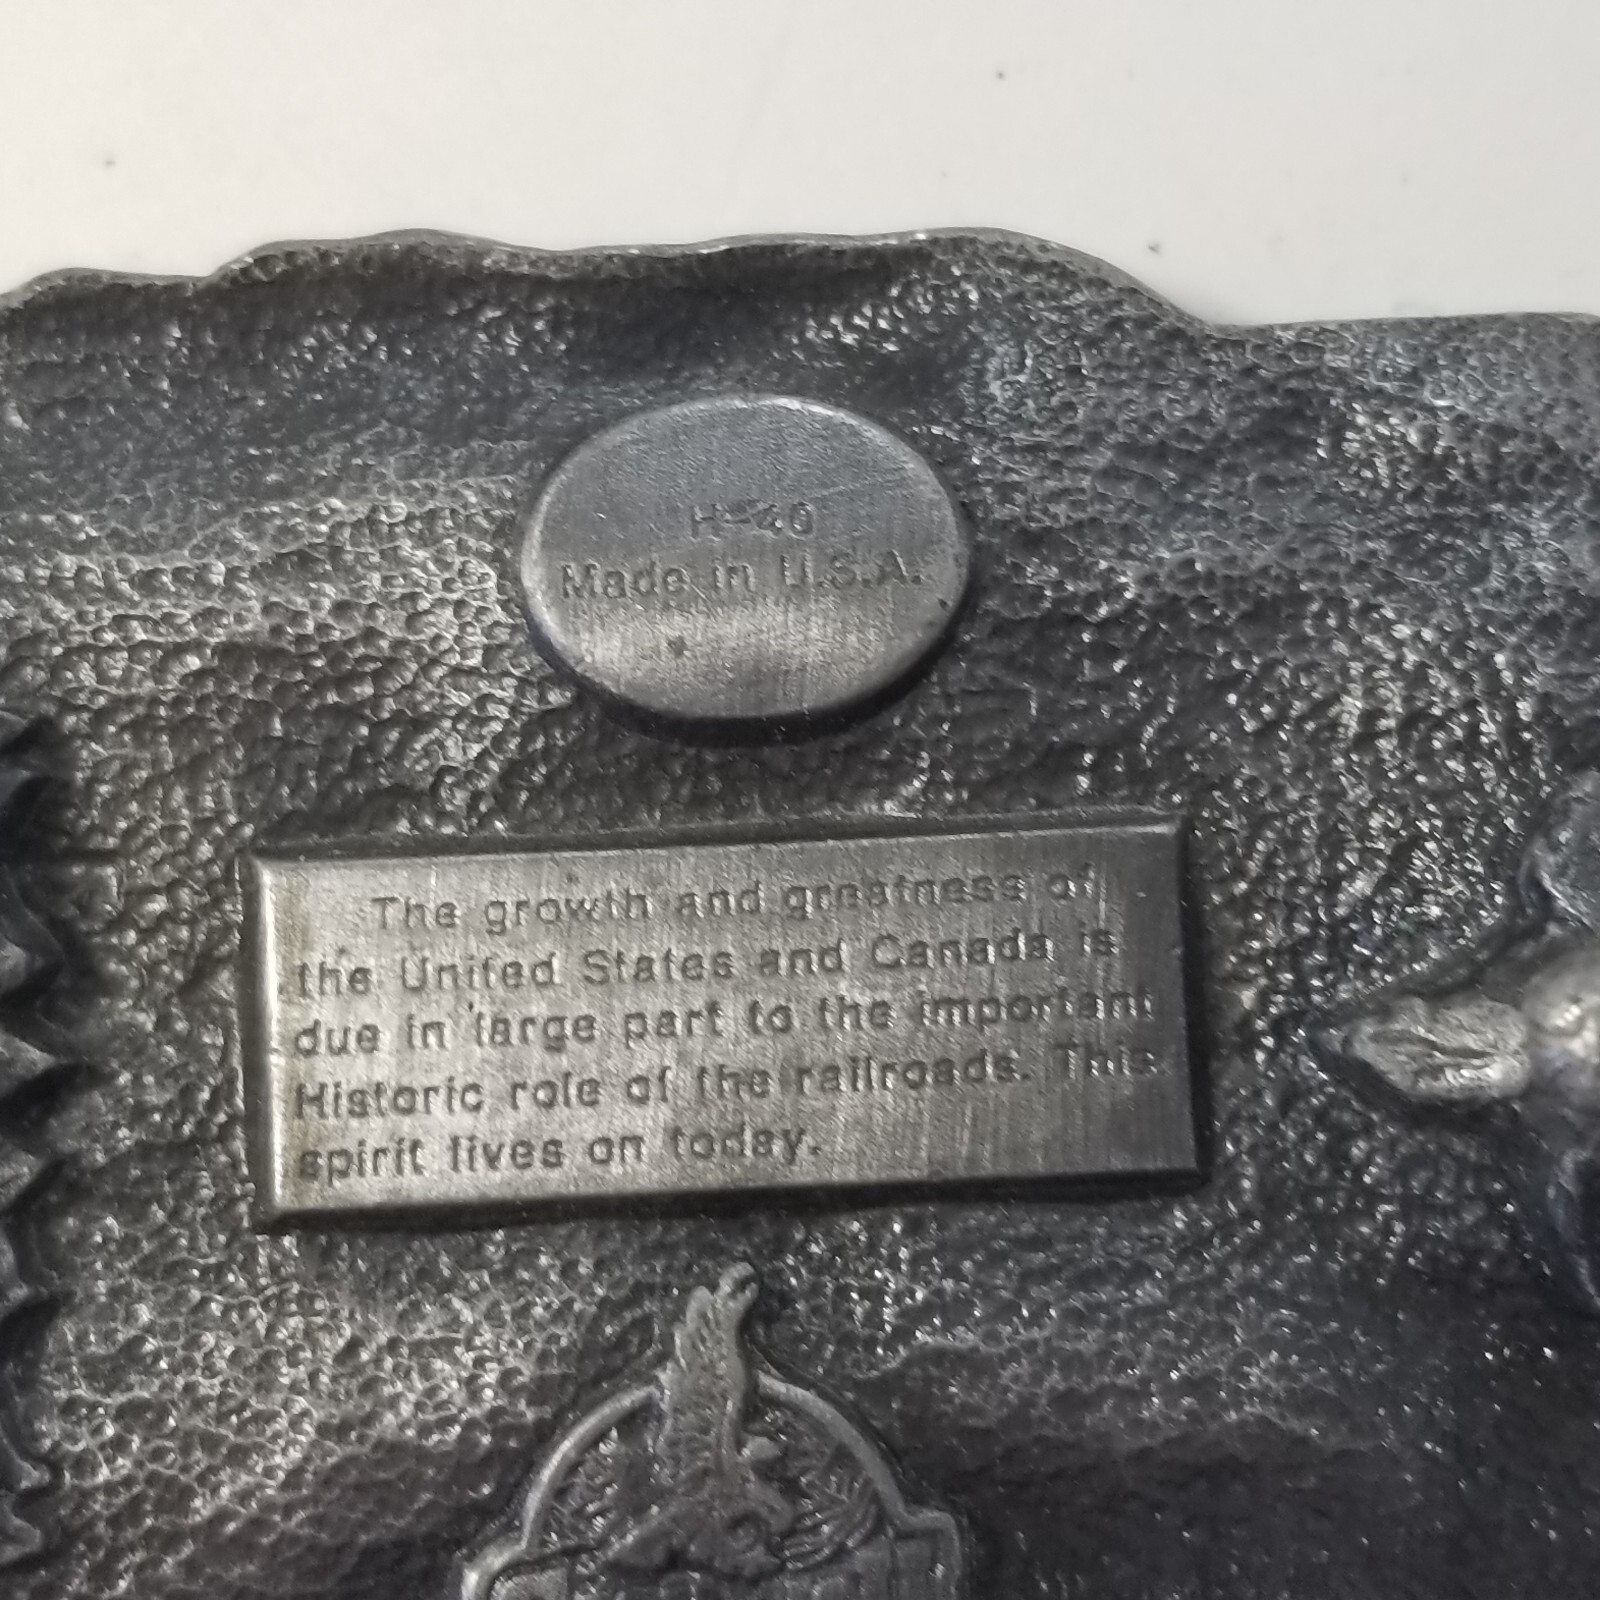 H-40
Made in U.S.A.
The growth and greatness of
the United States and Canada is
due in large part to the important
Historic role of the railroads. This
spirit lives on today.